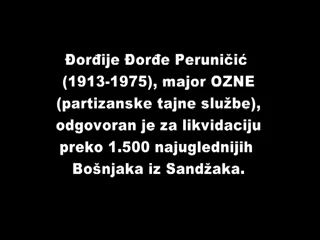 Đorđije Đorđe Peruničić
(1913-1975), major OZNE
(partizanske tajne službe),
odgovoran je za likvidaciju
preko 1.500 najuglednijih
Bošnjaka iz Sandžaka.